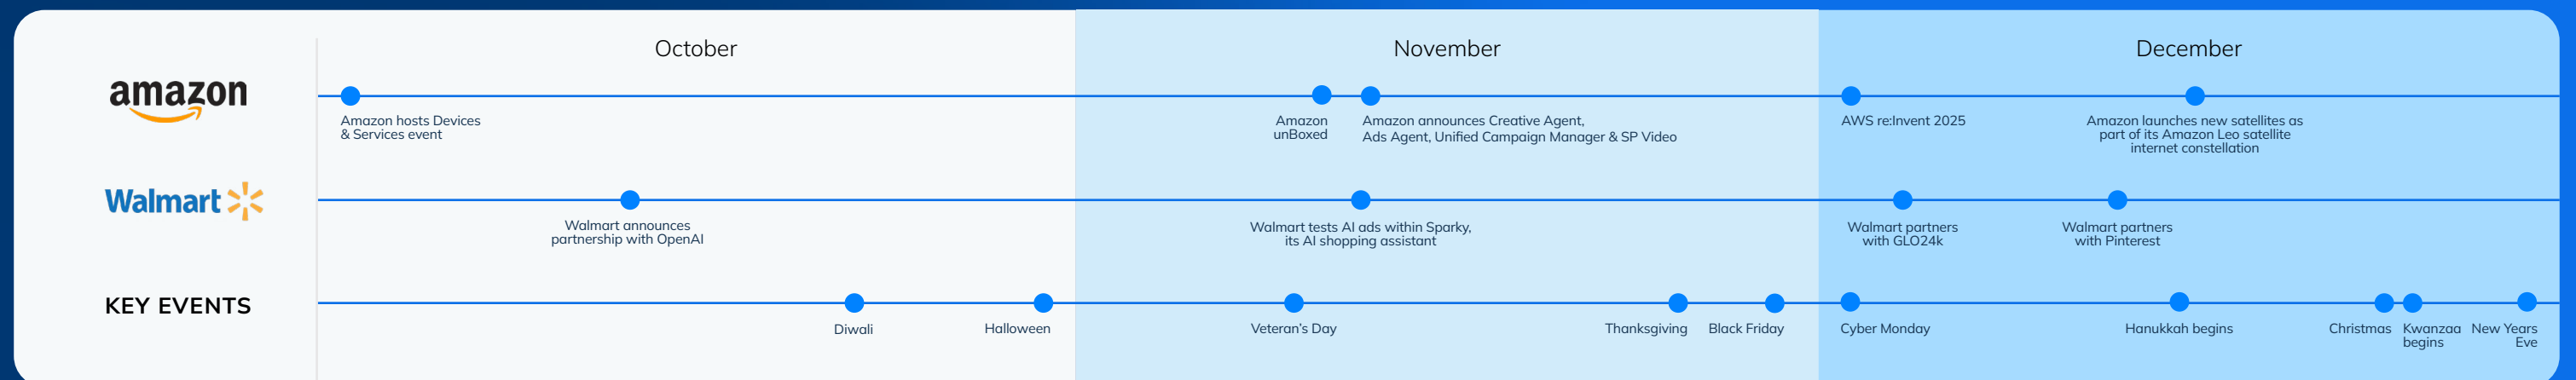 October
November
December
amazon
Amazon hosts Devices
& Services event
Amazon
unBoxed
Amazon announces Creative Agent,
Ads Agent, Unified Campaign Manager & SP Video
AWS re:Invent 2025
Amazon launches new satellites as
part of its Amazon Leo satellite
internet constellation
Walmart
Walmart announces
partnership with OpenAI
Walmart tests AI ads within Sparky,
its AI shopping assistant
Walmart partners
with GLO24k
Walmart partners
with Pinterest
KEY EVENTS
Diwali
Halloween
Veteran's Day
Thanksgiving
Black Friday
Cyber Monday
Hanukkah begins
Christmas
Kwanzaa
begins
New Years
Eve